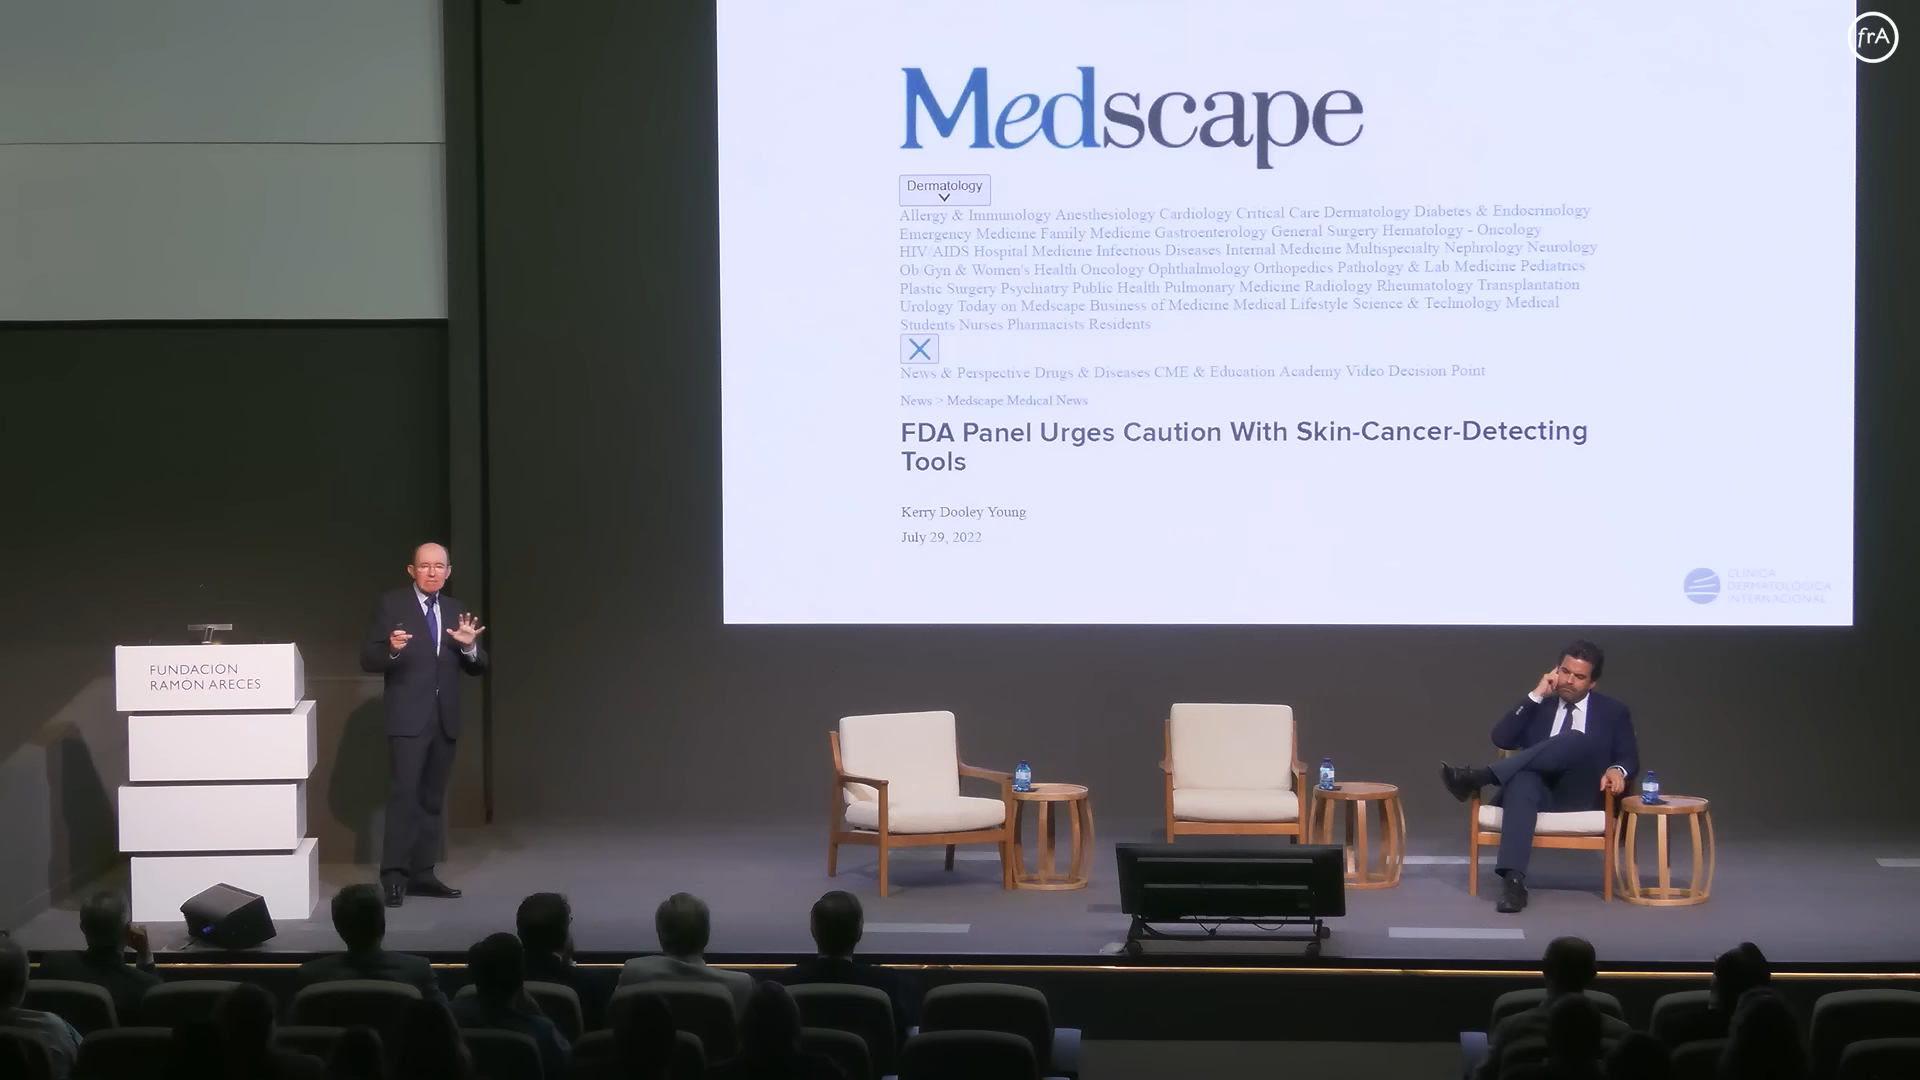 frA
Medscape
Dermatology
Allergy & Immunology Anesthesiology Cardiology Critical Care Dermatology Diabetes & Endocrinology
Emergency Medicine Family Medicine Gastroenterology General Surgery Hematology - Oncology
HIV/AIDS Hospital Medicine Infectious Diseases Internal Medicine Multispecialty Nephrology Neurology
Ob/Gyn & Women's Health Oncology Ophthalmology Orthopedics Pathology & Lab Medicine Pediatrics
Plastic Surgery Psychiatry Public Health Pulmonary Medicine Radiology Rheumatology Transplantation
Urology Today on Medscape Business of Medicine Medical Lifestyle Science & Technology Medical
Students Nurses Pharmacists Residents
News & Perspective Drugs & Diseases CME & Education Academy Video Decision Point
News > Medscape Medical News
FDA Panel Urges Caution With Skin-Cancer-Detecting
Tools
Kerry Dooley Young
July 29, 2022
CLÍNICA
DERMATOLÓGICA
INTERNACIONAL
FUNDACIÓN
RAMÓN ARECES